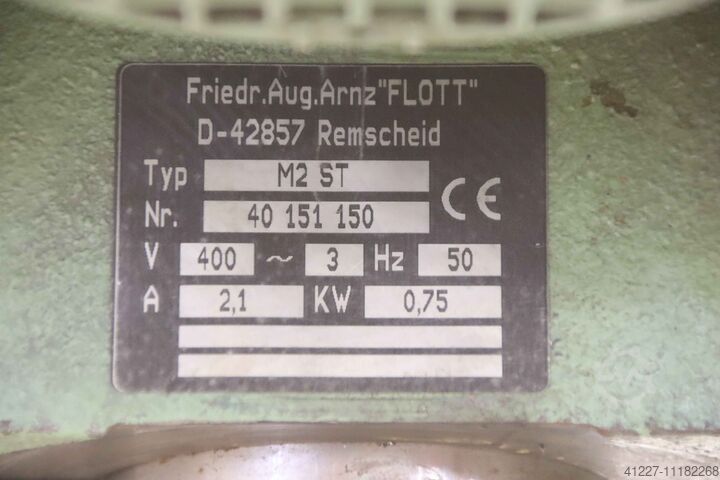 Friedr.Aug.Arnz"FLOTT"
D-42857 Remscheid
Typ M2 ST
Nr. 40 151 150
CE
V 400 ~ 3 Hz 50
A 2,1 KW 0,75
41227-11182268